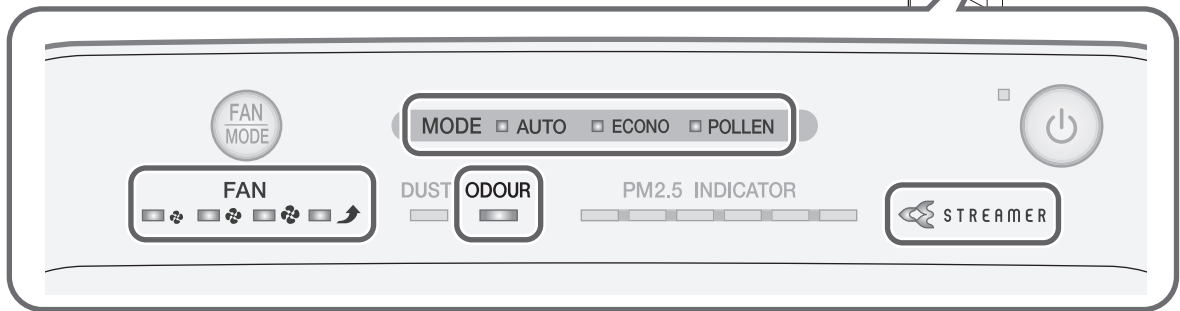 FAN
MODE
MODE AUTO ECONO POLLEN
FAN
DUST
ODOUR
PM2.5 INDICATOR
STREAMER